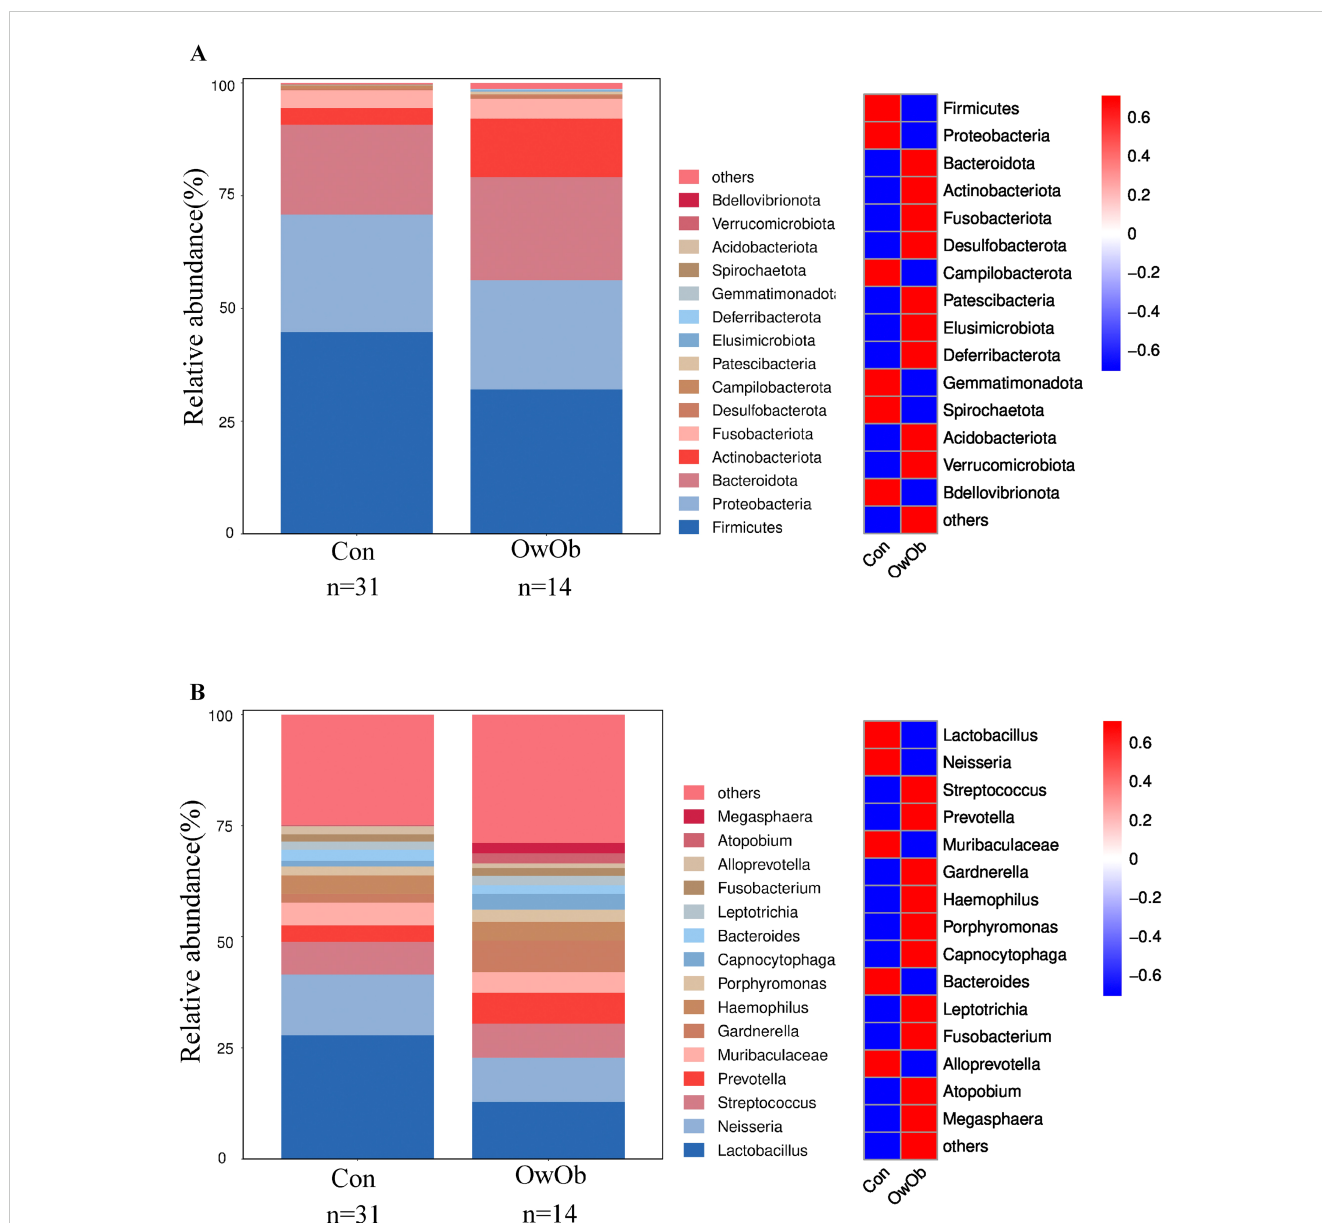 A
Relative abundance(%)
100
75
50
25
0
Con
OwOb
n=31
n=14
others
Bdellovibrionota
Verrucomicrobiota
Acidobacteriota
Spirochaetota
Gemmatimonadota
Deferribacterota
Elusimicrobiota
Patescibacteria
Campilobacterota
Desulfobacterota
Fusobacteriota
Actinobacteriota
Bacteroidota
Proteobacteria
Firmicutes
Firmicutes
Proteobacteria
Bacteroidota
Actinobacteriota
Fusobacteriota
Desulfobacterota
Campilobacterota
Patescibacteria
Elusimicrobiota
Deferribacterota
Gemmatimonadota
Spirochaetota
Acidobacteriota
Verrucomicrobiota
Bdellovibrionota
others
Con
OwOb
0.6
0.4
0.2
0
−0.2
−0.4
−0.6
B
Relative abundance(%)
100
75
50
25
0
Con
OwOb
n=31
n=14
others
Megasphaera
Atopobium
Alloprevotella
Fusobacterium
Leptotrichia
Bacteroides
Capnocytophaga
Porphyromonas
Haemophilus
Gardnerella
Muribaculaceae
Prevotella
Streptococcus
Neisseria
Lactobacillus
Lactobacillus
Neisseria
Streptococcus
Prevotella
Muribaculaceae
Gardnerella
Haemophilus
Porphyromonas
Capnocytophaga
Bacteroides
Leptotrichia
Fusobacterium
Alloprevotella
Atopobium
Megasphaera
others
Con
OwOb
0.6
0.4
0.2
0
−0.2
−0.4
−0.6